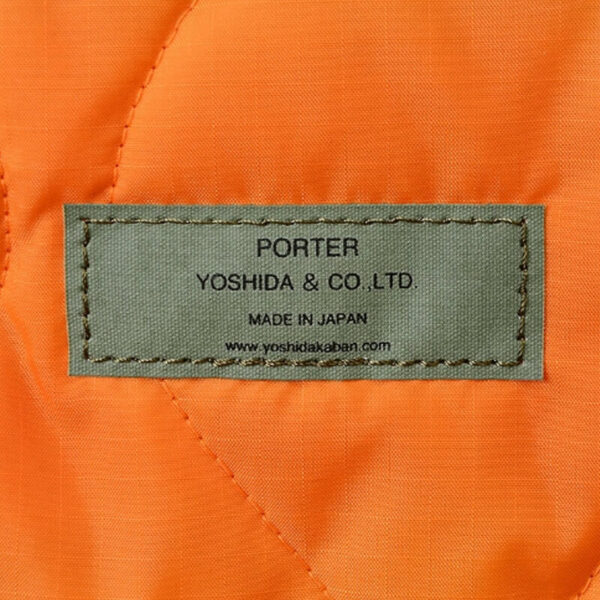 PORTER
YOSHIDA & CO.,LTD.
MADE IN JAPAN
www.yoshidakaban.com